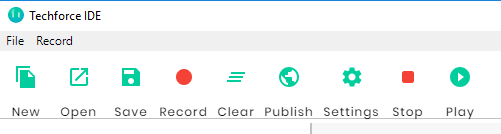 Techforce IDE
File Record
New Open Save Record Clear Publish Settings Stop Play